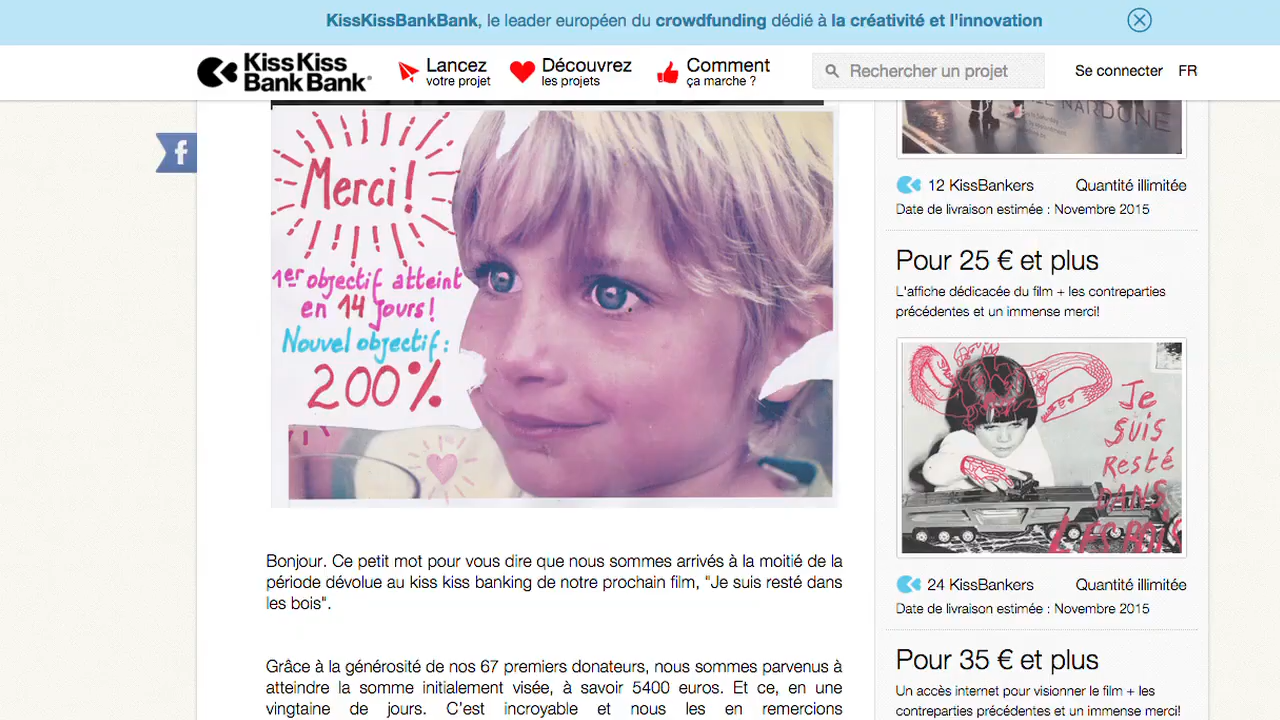 KissKissBankBank, le leader européen du crowdfunding dédié à la créativité et l'innovation
Kiss Kiss
Bank Bank
Lancez
votre projet
Découvrez
les projets
Comment
ça marche ?
Rechercher un projet
Se connecter
FR
f
Merci!
1er objectif atteint
en 14 jours!
Nouvel objectif:
200%
Bonjour. Ce petit mot pour vous dire que nous sommes arrivés à la moitié de la
période dévolue au kiss kiss banking de notre prochain film, "Je suis resté dans
les bois".
Grâce à la générosité de nos 67 premiers donateurs, nous sommes parvenus à
atteindre la somme initialement visée, à savoir 5400 euros. Et ce, en une
vingtaine de jours. C'est incroyable et nous les en remercions
NARDONE
12 KissBankers
Quantité illimitée
Date de livraison estimée : Novembre 2015
Pour 25 € et plus
L'affiche dédicacée du film + les contreparties
précédentes et un immense merci!
Je
suis
Resté
DANS
LES BOIS
24 KissBankers
Quantité illimitée
Date de livraison estimée : Novembre 2015
Pour 35 € et plus
Un accès internet pour visionner le film + les
contreparties précédentes et un immense merci!